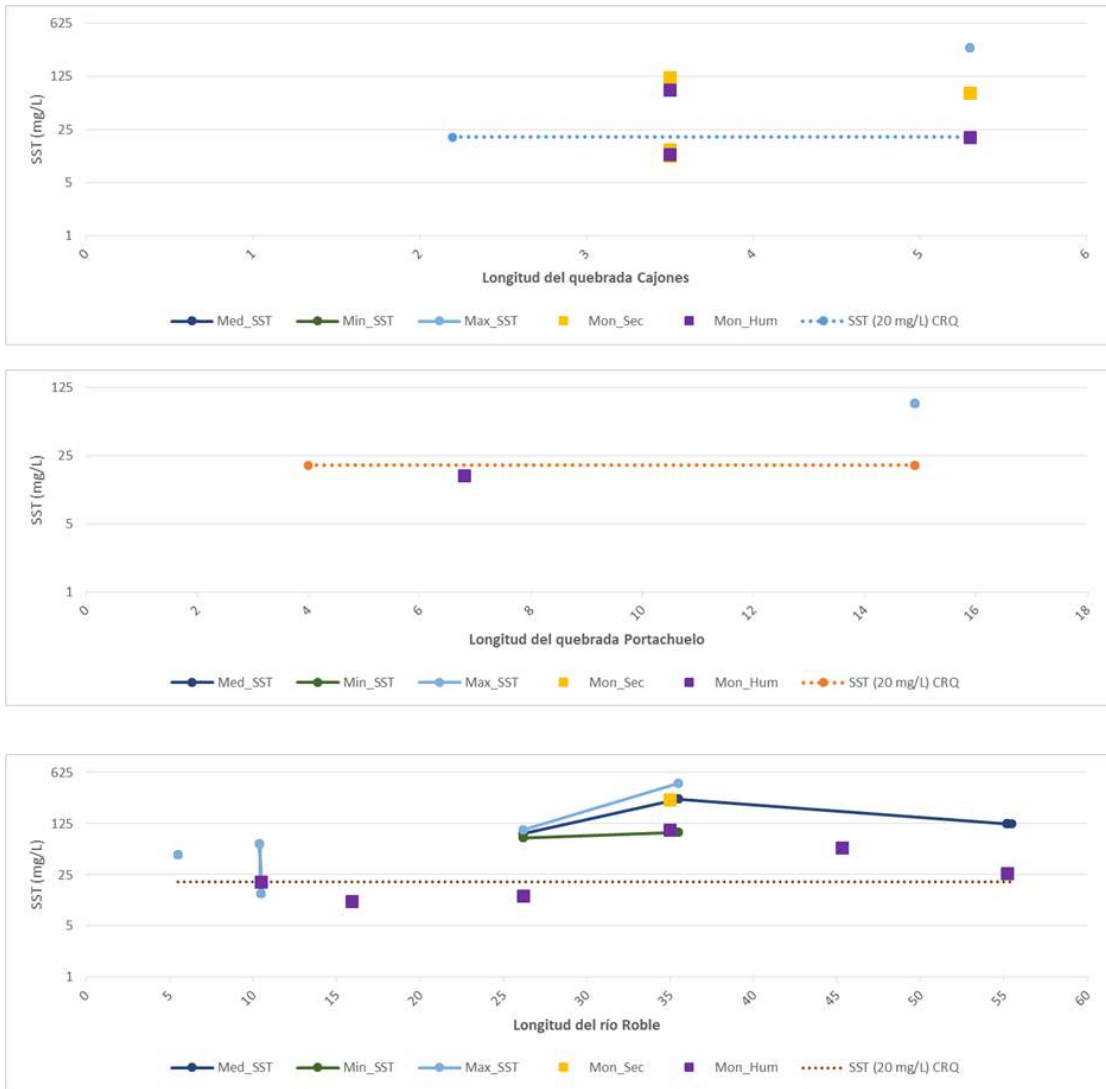 625
125
25
5
1
SST (mg/L)
0 1 2 3 4 5 6
Longitud del quebrada Cajones
Med_SST Min_SST Max_SST Mon_Sec Mon_Hum SST (20 mg/L) CRQ
125
25
5
1
SST (mg/L)
0 2 4 6 8 10 12 14 16 18
Longitud del quebrada Portachuelo
Med_SST Min_SST Max_SST Mon_Sec Mon_Hum SST (20 mg/L) CRQ
625
125
25
5
1
SST (mg/L)
0 5 10 15 20 25 30 35 40 45 50 55 60
Longitud del río Roble
Med_SST Min_SST Max_SST Mon_Sec Mon_Hum SST (20 mg/L) CRQ